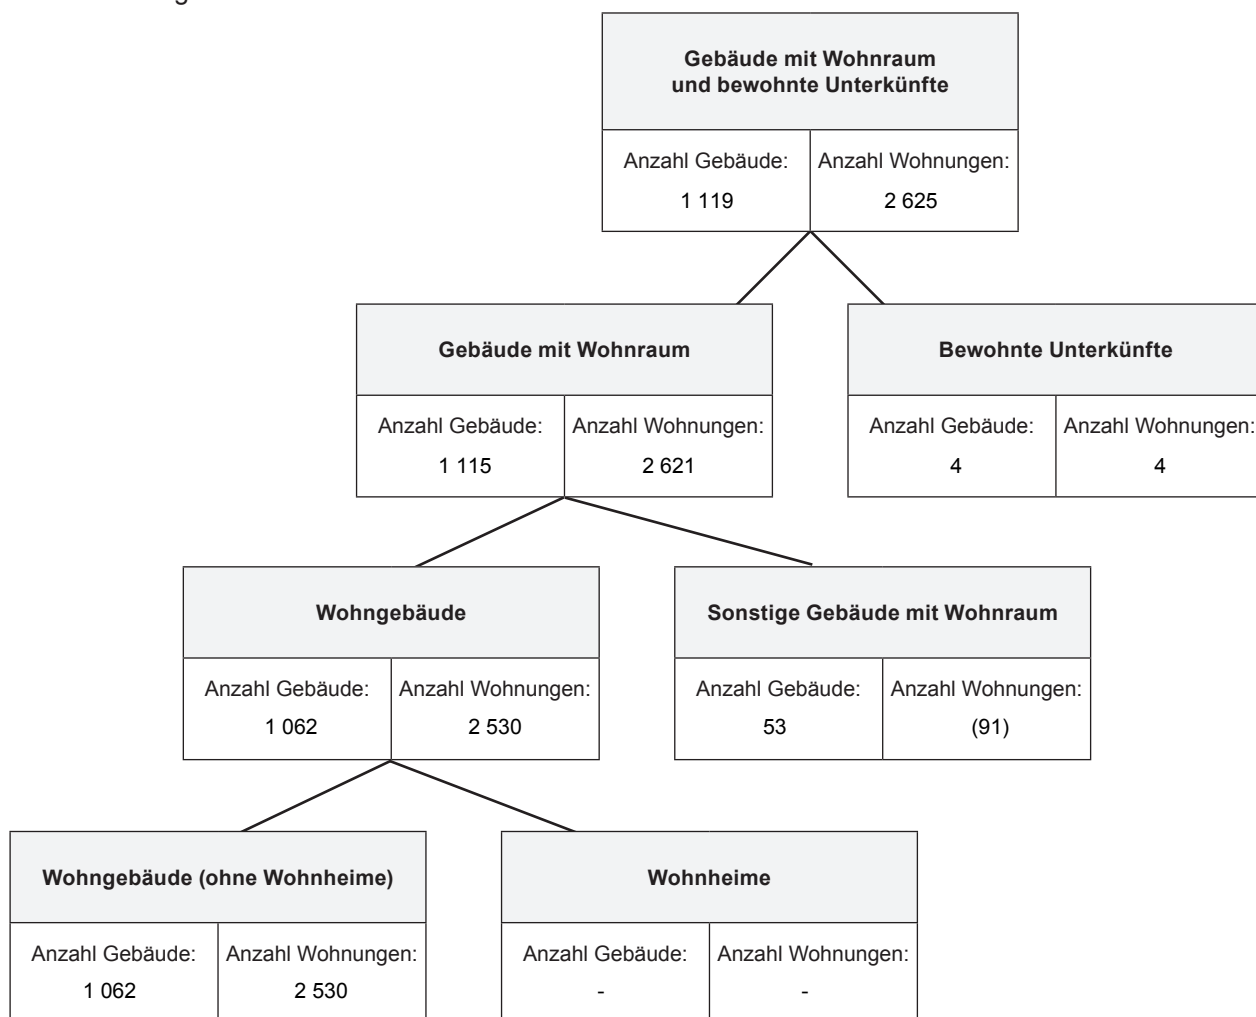 Gebäude mit Wohnraum
und bewohnte Unterkünfte
Anzahl Gebäude: Anzahl Wohnungen:
1 119 2 625
Gebäude mit Wohnraum Bewohnte Unterkünfte
Anzahl Gebäude: Anzahl Wohnungen: Anzahl Gebäude: Anzahl Wohnungen:
1 115 2 621 4 4
Wohngebäude Sonstige Gebäude mit Wohnraum
Anzahl Gebäude: Anzahl Wohnungen: Anzahl Gebäude: Anzahl Wohnungen:
1 062 2 530 53 (91)
Wohngebäude (ohne Wohnheime) Wohnheime
Anzahl Gebäude: Anzahl Wohnungen: Anzahl Gebäude: Anzahl Wohnungen:
1 062 2 530 - -